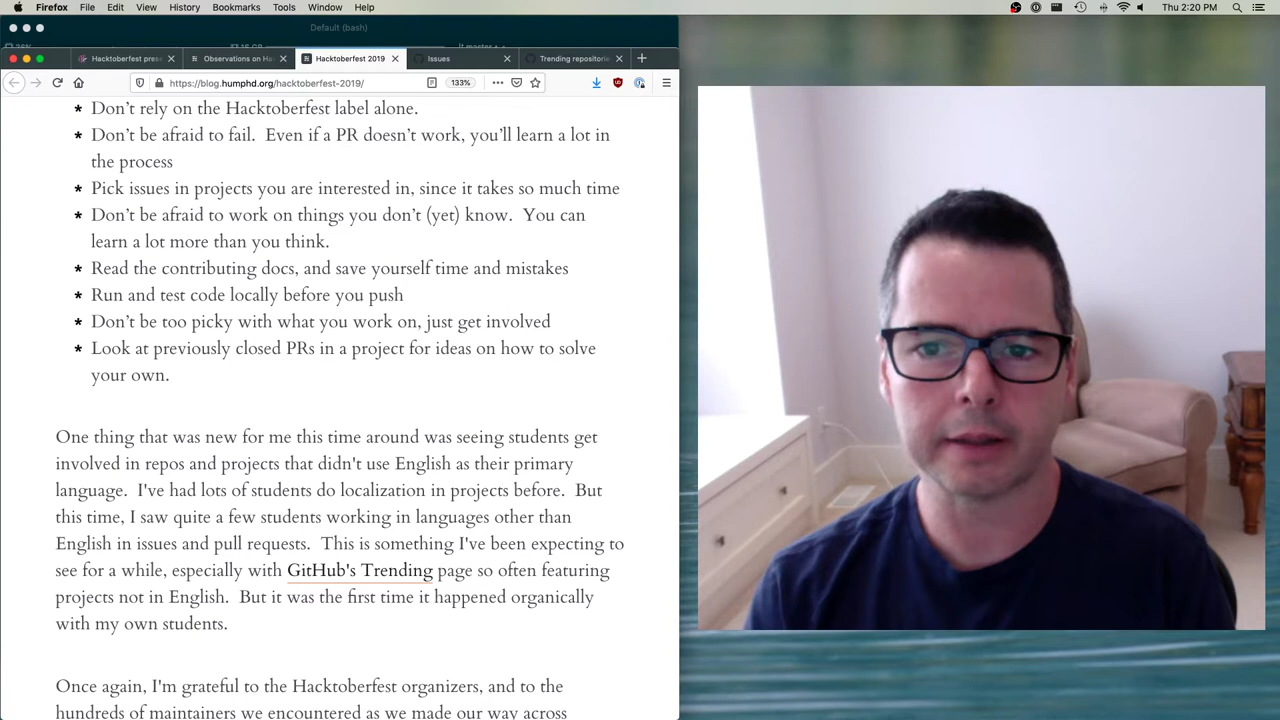 Firefox File Edit View History Bookmarks Tools Window Help Thu 2:20 PM
Default (bash)
Hacktoberfest pres Observations on Ha Hacktoberfest 2019 Issues Trending repositorie
https://blog.humphd.org/hacktoberfest-2019/ 133%
* Don’t rely on the Hacktoberfest label alone.
* Don’t be afraid to fail. Even if a PR doesn’t work, you’ll learn a lot in
the process
* Pick issues in projects you are interested in, since it takes so much time
* Don’t be afraid to work on things you don’t (yet) know. You can
learn a lot more than you think.
* Read the contributing docs, and save yourself time and mistakes
* Run and test code locally before you push
* Don’t be too picky with what you work on, just get involved
* Look at previously closed PRs in a project for ideas on how to solve
your own.
One thing that was new for me this time around was seeing students get
involved in repos and projects that didn't use English as their primary
language. I've had lots of students do localization in projects before. But
this time, I saw quite a few students working in languages other than
English in issues and pull requests. This is something I've been expecting to
see for a while, especially with GitHub's Trending page so often featuring
projects not in English. But it was the first time it happened organically
with my own students.
Once again, I'm grateful to the Hacktoberfest organizers, and to the
hundreds of maintainers we encountered as we made our way across